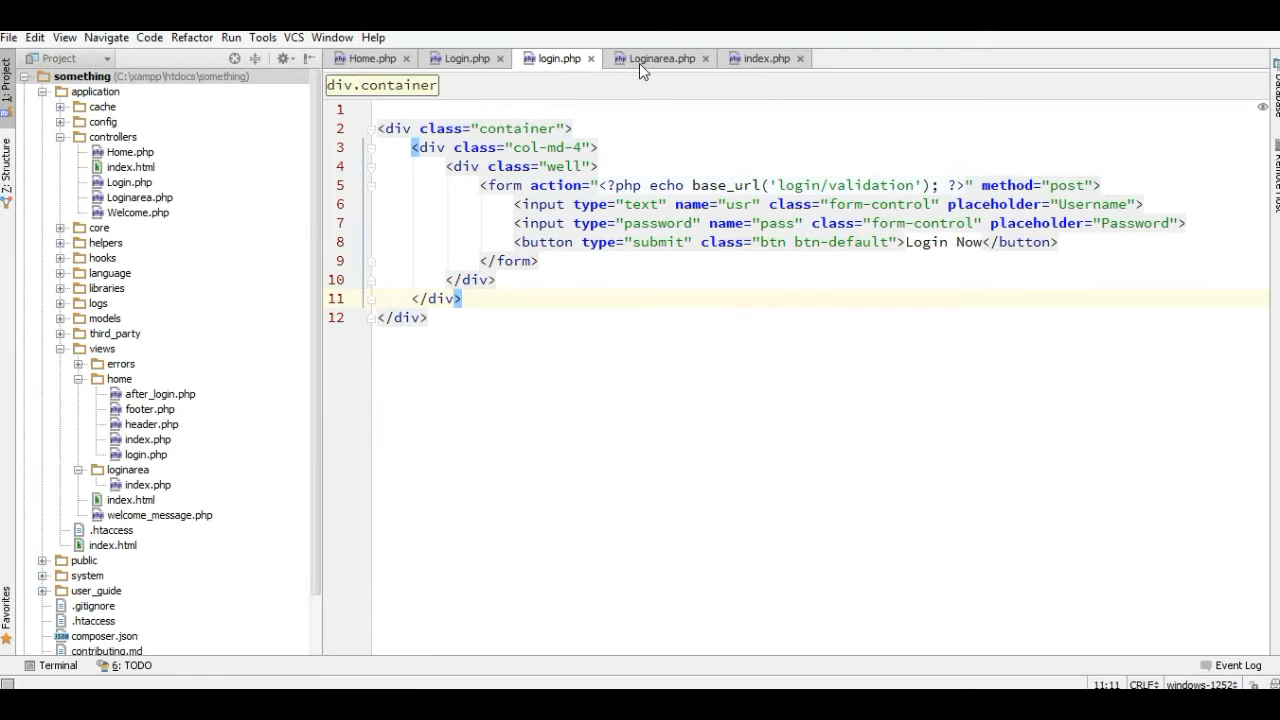 File Edit View Navigate Code Refactor Run Tools VCS Window Help
Project
Home.php Login.php login.php Loginarea.php index.php
div.container
1: Project
Z: Structure
Favorites
something (C:\xampp\htdocs\something)
application
cache
config
controllers
Home.php
index.html
Login.php
Loginarea.php
Welcome.php
core
helpers
hooks
language
libraries
logs
models
third_party
views
errors
home
after_login.php
footer.php
header.php
index.php
login.php
loginarea
index.php
index.html
welcome_message.php
.htaccess
index.html
public
system
user_guide
.gitignore
.htaccess
composer.json
contributing.md
1
2 <div class="container">
3 <div class="col-md-4">
4 <div class="well">
5 <form action="<?php echo base_url('login/validation'); ?>" method="post">
6 <input type="text" name="usr" class="form-control" placeholder="Username">
7 <input type="password" name="pass" class="form-control" placeholder="Password">
8 <button type="submit" class="btn btn-default">Login Now</button>
9 </form>
10 </div>
11 </div>
12 </div>
Terminal 6: TODO Event Log
11:11 CRLF windows-1252